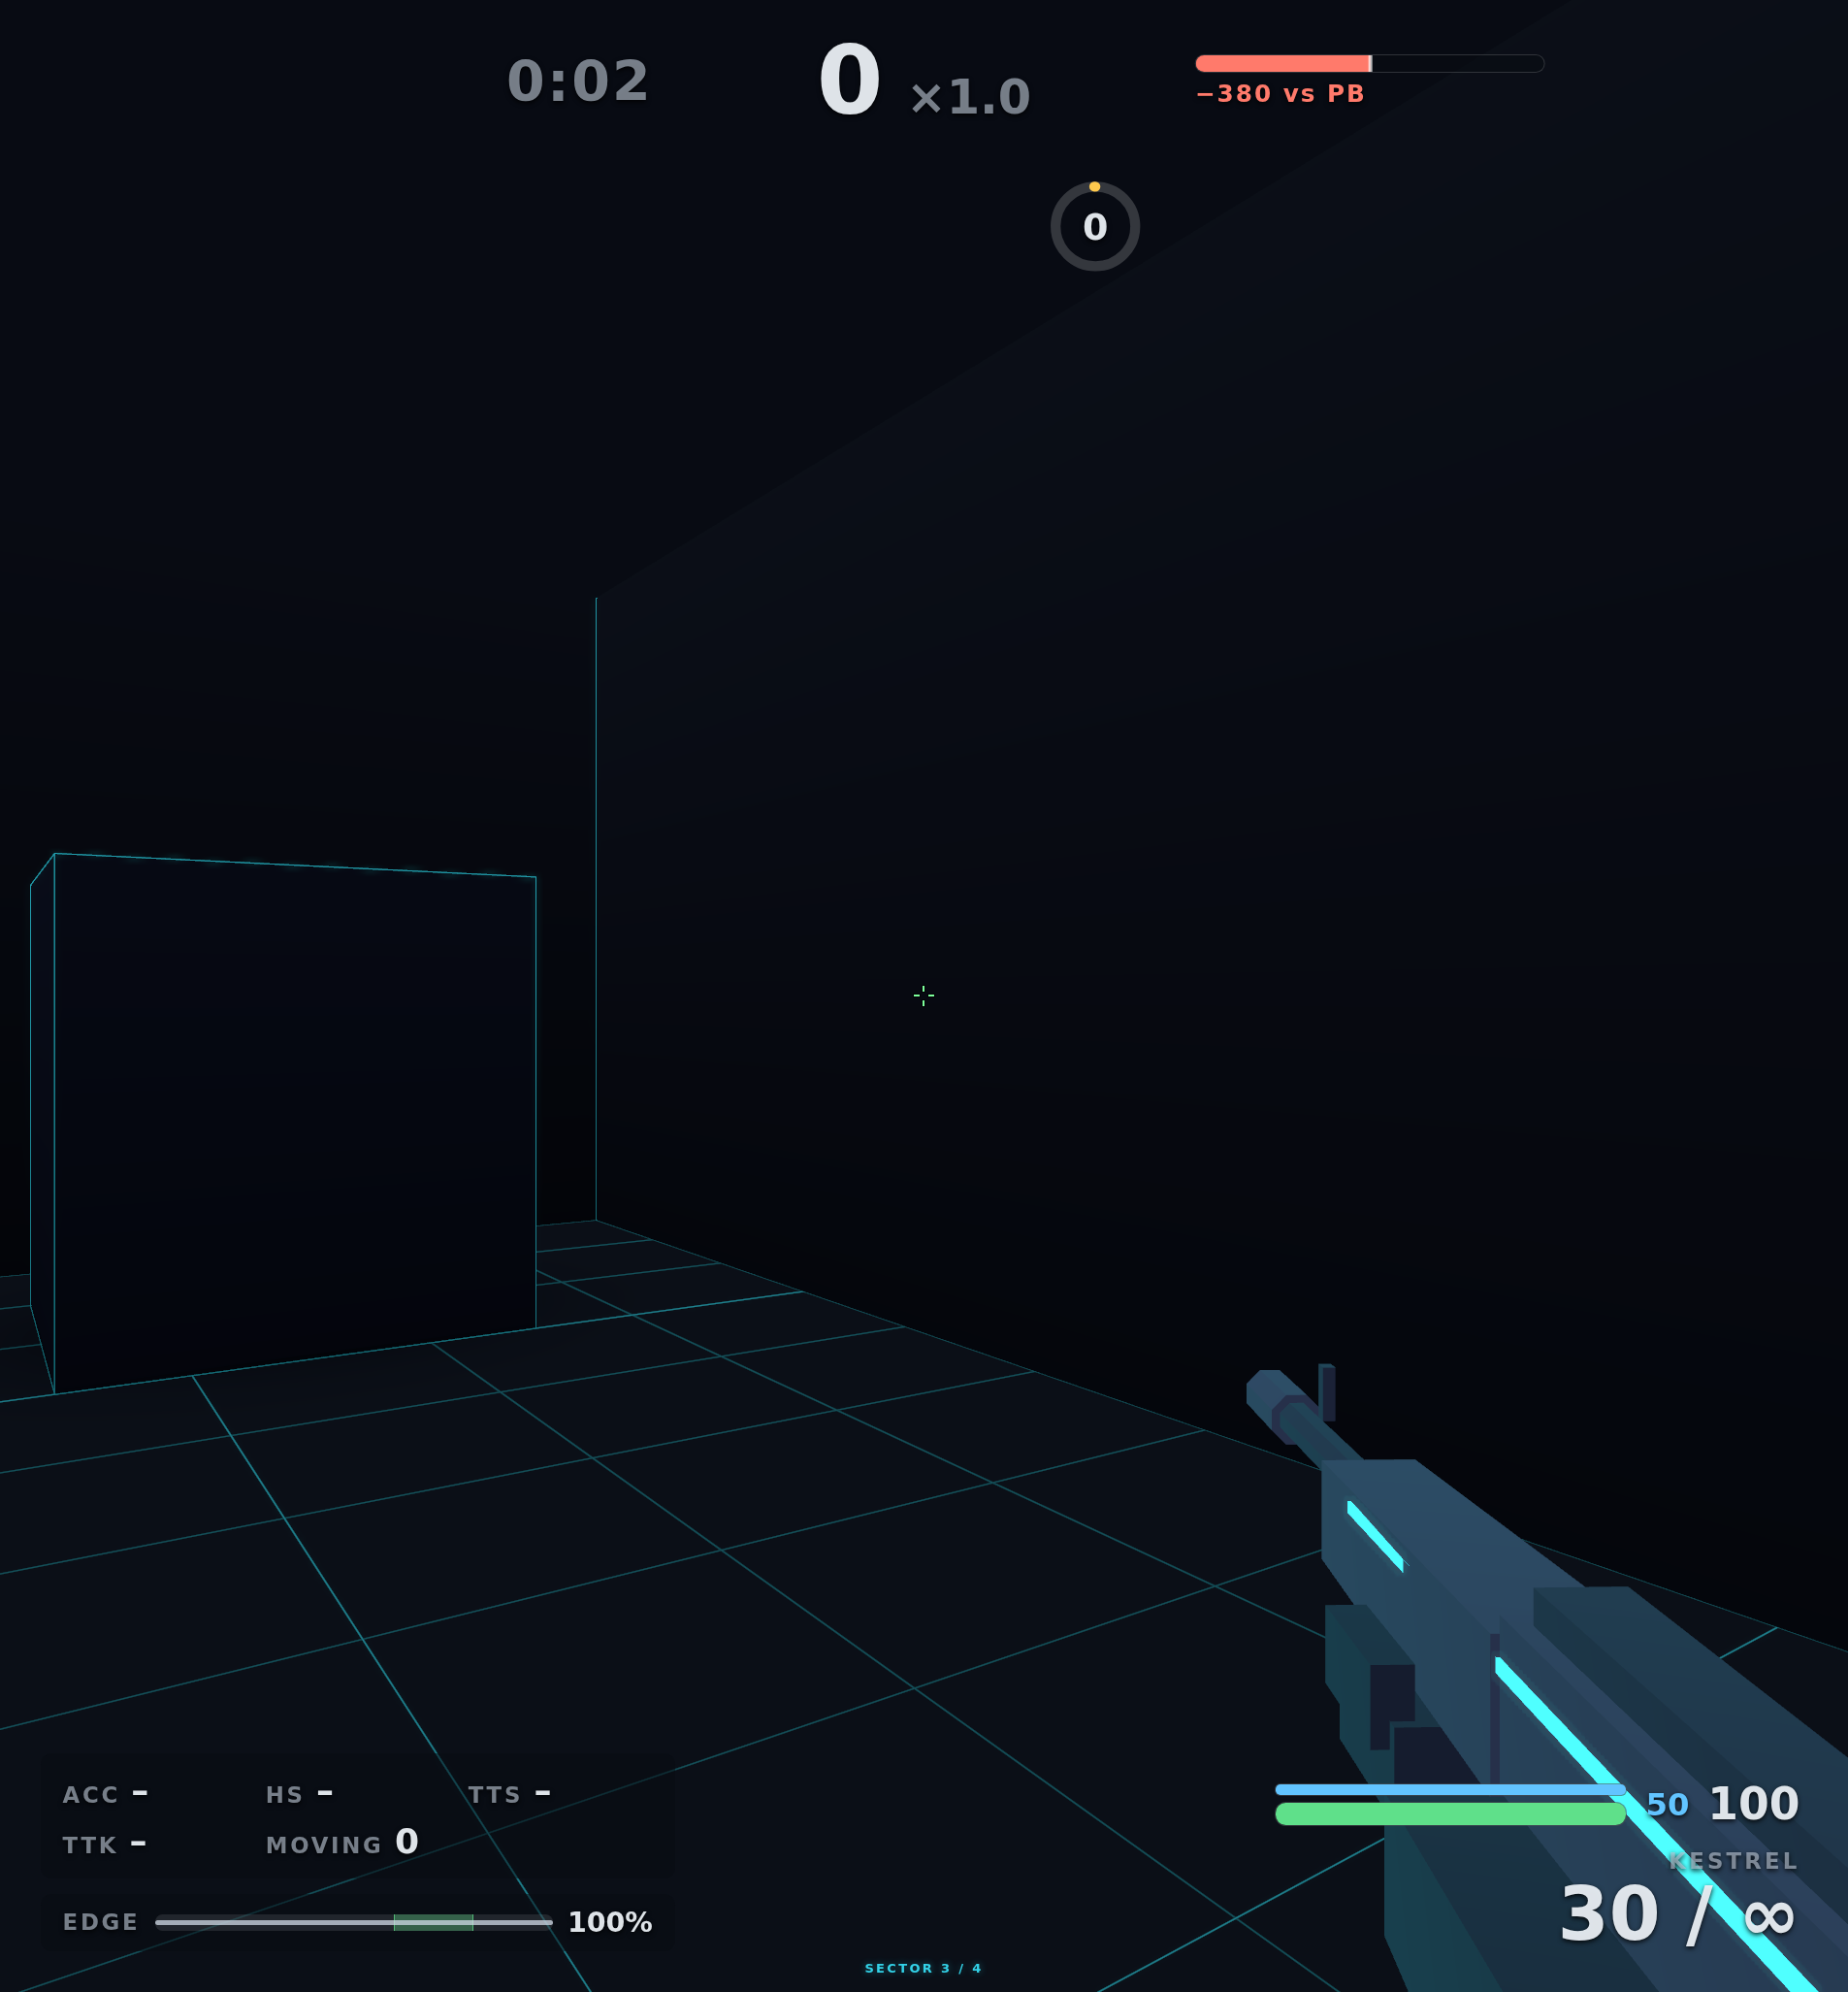 0:02
0 ×1.0
−380 vs PB
0
ACC – HS – TTS –
TTK – MOVING 0
EDGE 100%
50 100
KESTREL
30 / ∞
SECTOR 3 / 4